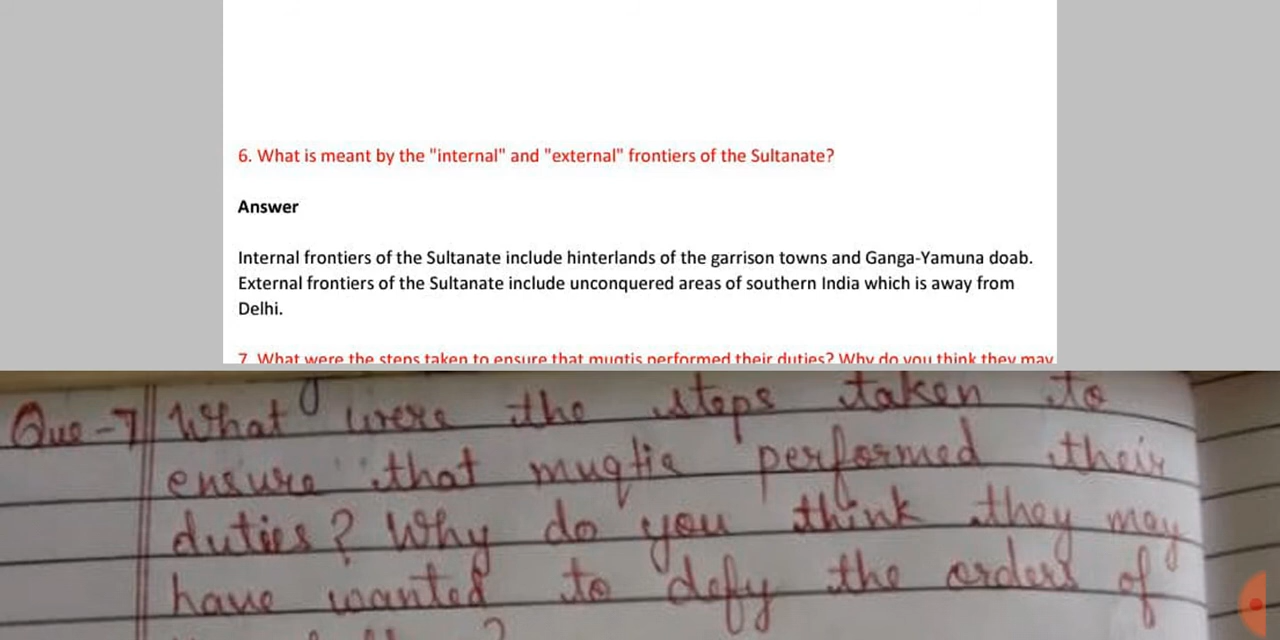 6. What is meant by the "internal" and "external" frontiers of the Sultanate?
Answer
Internal frontiers of the Sultanate include hinterlands of the garrison towns and Ganga-Yamuna doab.
External frontiers of the Sultanate include unconquered areas of southern India which is away from
Delhi.
7. What were the steps taken to ensure that muqtis performed their duties? Why do you think they may
Que-7 What were the steps taken to
ensure that muqtis performed their
duties? Why do you think they may
have wanted to defy the orders of